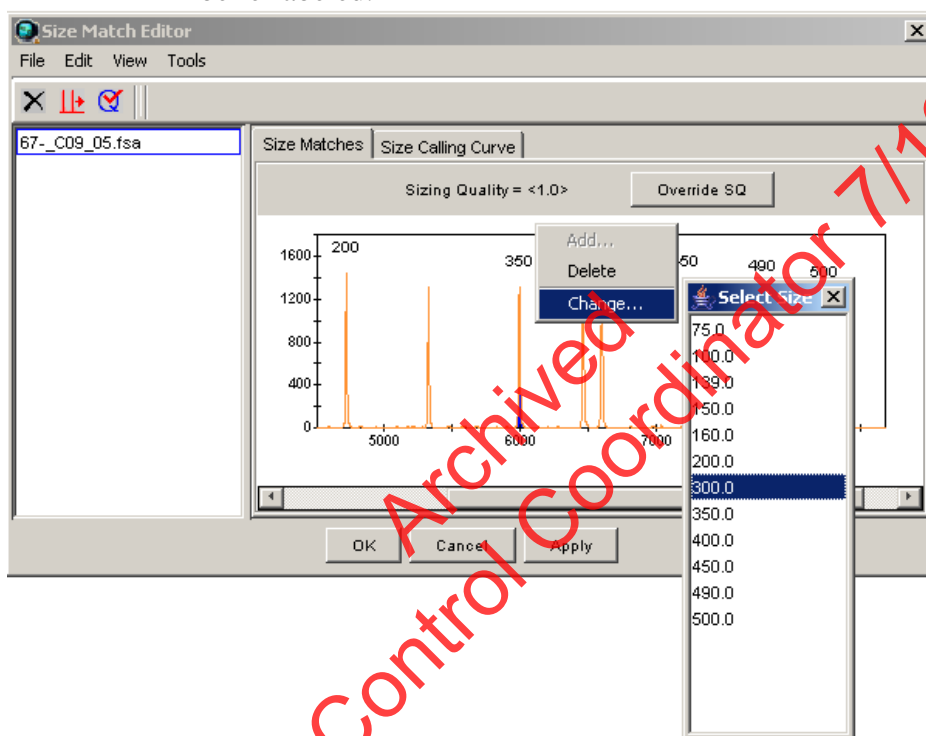 Size Match Editor
File Edit View Tools
67-_C09_05.fsa
Size Matches Size Calling Curve
Sizing Quality = <1.0> Override SQ
200
350
490
500
Add...
Delete
Change...
1600
1200
800
400
0
5000
6000
7000
Select Size
75.0
100.0
139.0
150.0
160.0
200.0
300.0
350.0
400.0
450.0
490.0
500.0
OK Cancel Apply
Archived
Control Coordinator 7/1